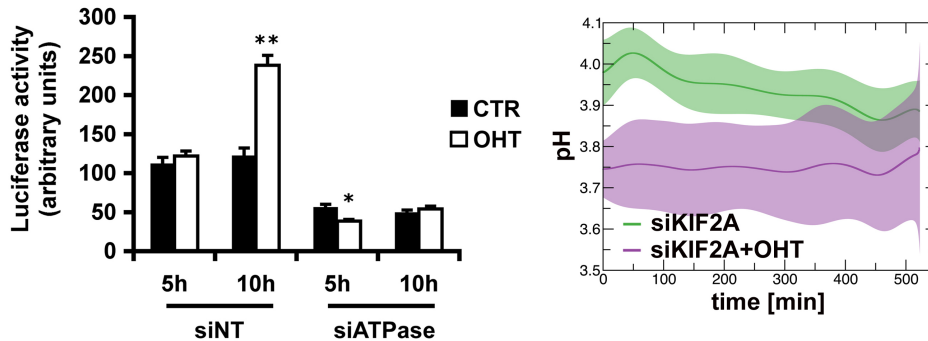 Luciferase activity
(arbitrary units)
300
250
200
150
100
50
0
**
*
5h 10h 5h 10h
siNT siATPase
CTR
OHT
pH
4.1
4.0
3.9
3.8
3.7
3.6
3.5
siKIF2A
siKIF2A+OHT
0 100 200 300 400 500
time [min]